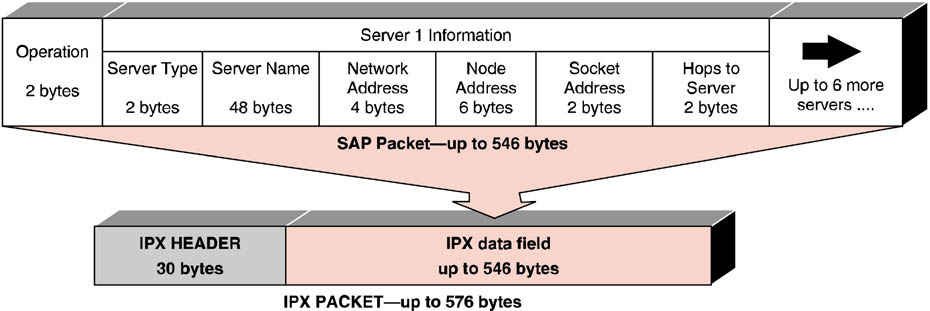 Operation
2 bytes
Server 1 Information
Server Type
2 bytes
Server Name
48 bytes
Network
Address
4 bytes
Node
Address
6 bytes
Socket
Address
2 bytes
Hops to
Server
2 bytes
Up to 6 more
servers ....
SAP Packet—up to 546 bytes
IPX HEADER
30 bytes
IPX data field
up to 546 bytes
IPX PACKET—up to 576 bytes